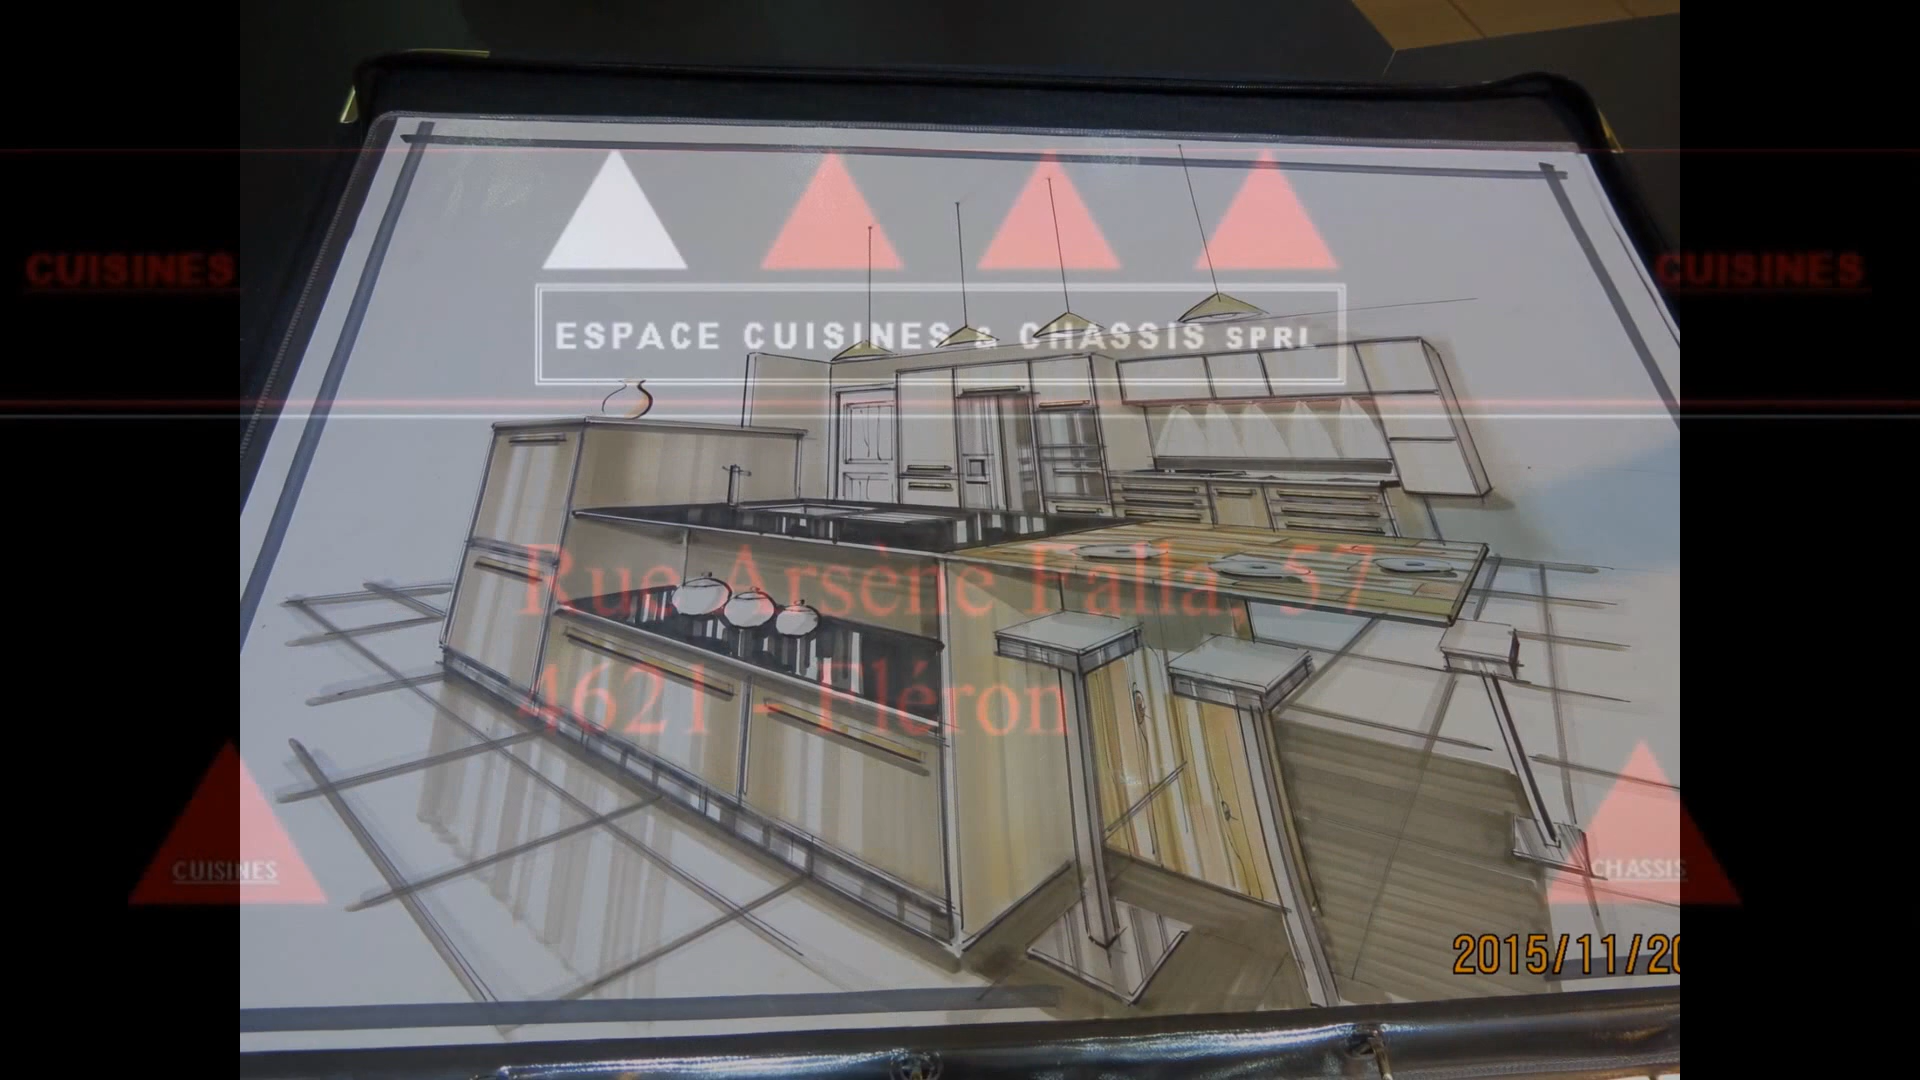 CUISINES
CUISINES
ESPACE CUISINES & CHASSIS SPRL
Rue Arsène Falla, 57
4621 - Fléron
CUISINES
CHASSIS
2015/11/20